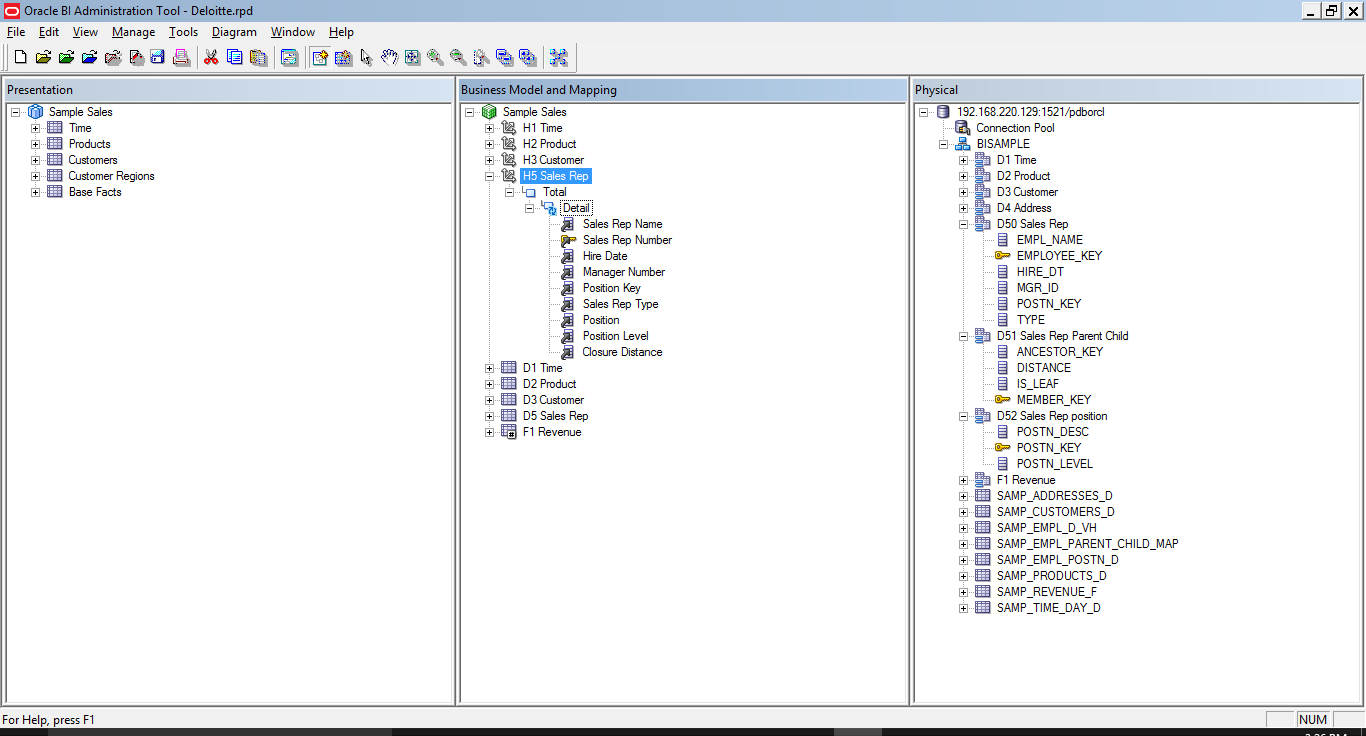 Oracle BI Administration Tool - Deloitte.rpd
File Edit View Manage Tools Diagram Window Help
Presentation
Sample Sales
Time
Products
Customers
Customer Regions
Base Facts
Business Model and Mapping
Sample Sales
H1 Time
H2 Product
H3 Customer
H5 Sales Rep
Total
Detail
Sales Rep Name
Sales Rep Number
Hire Date
Manager Number
Position Key
Sales Rep Type
Position
Position Level
Closure Distance
D1 Time
D2 Product
D3 Customer
D5 Sales Rep
F1 Revenue
Physical
192.168.220.129:1521/pdborcl
Connection Pool
BISAMPLE
D1 Time
D2 Product
D3 Customer
D4 Address
D50 Sales Rep
EMPL_NAME
EMPLOYEE_KEY
HIRE_DT
MGR_ID
POSTN_KEY
TYPE
D51 Sales Rep Parent Child
ANCESTOR_KEY
DISTANCE
IS_LEAF
MEMBER_KEY
D52 Sales Rep position
POSTN_DESC
POSTN_KEY
POSTN_LEVEL
F1 Revenue
SAMP_ADDRESSES_D
SAMP_CUSTOMERS_D
SAMP_EMPL_D_VH
SAMP_EMPL_PARENT_CHILD_MAP
SAMP_EMPL_POSTN_D
SAMP_PRODUCTS_D
SAMP_REVENUE_F
SAMP_TIME_DAY_D
For Help, press F1
NUM